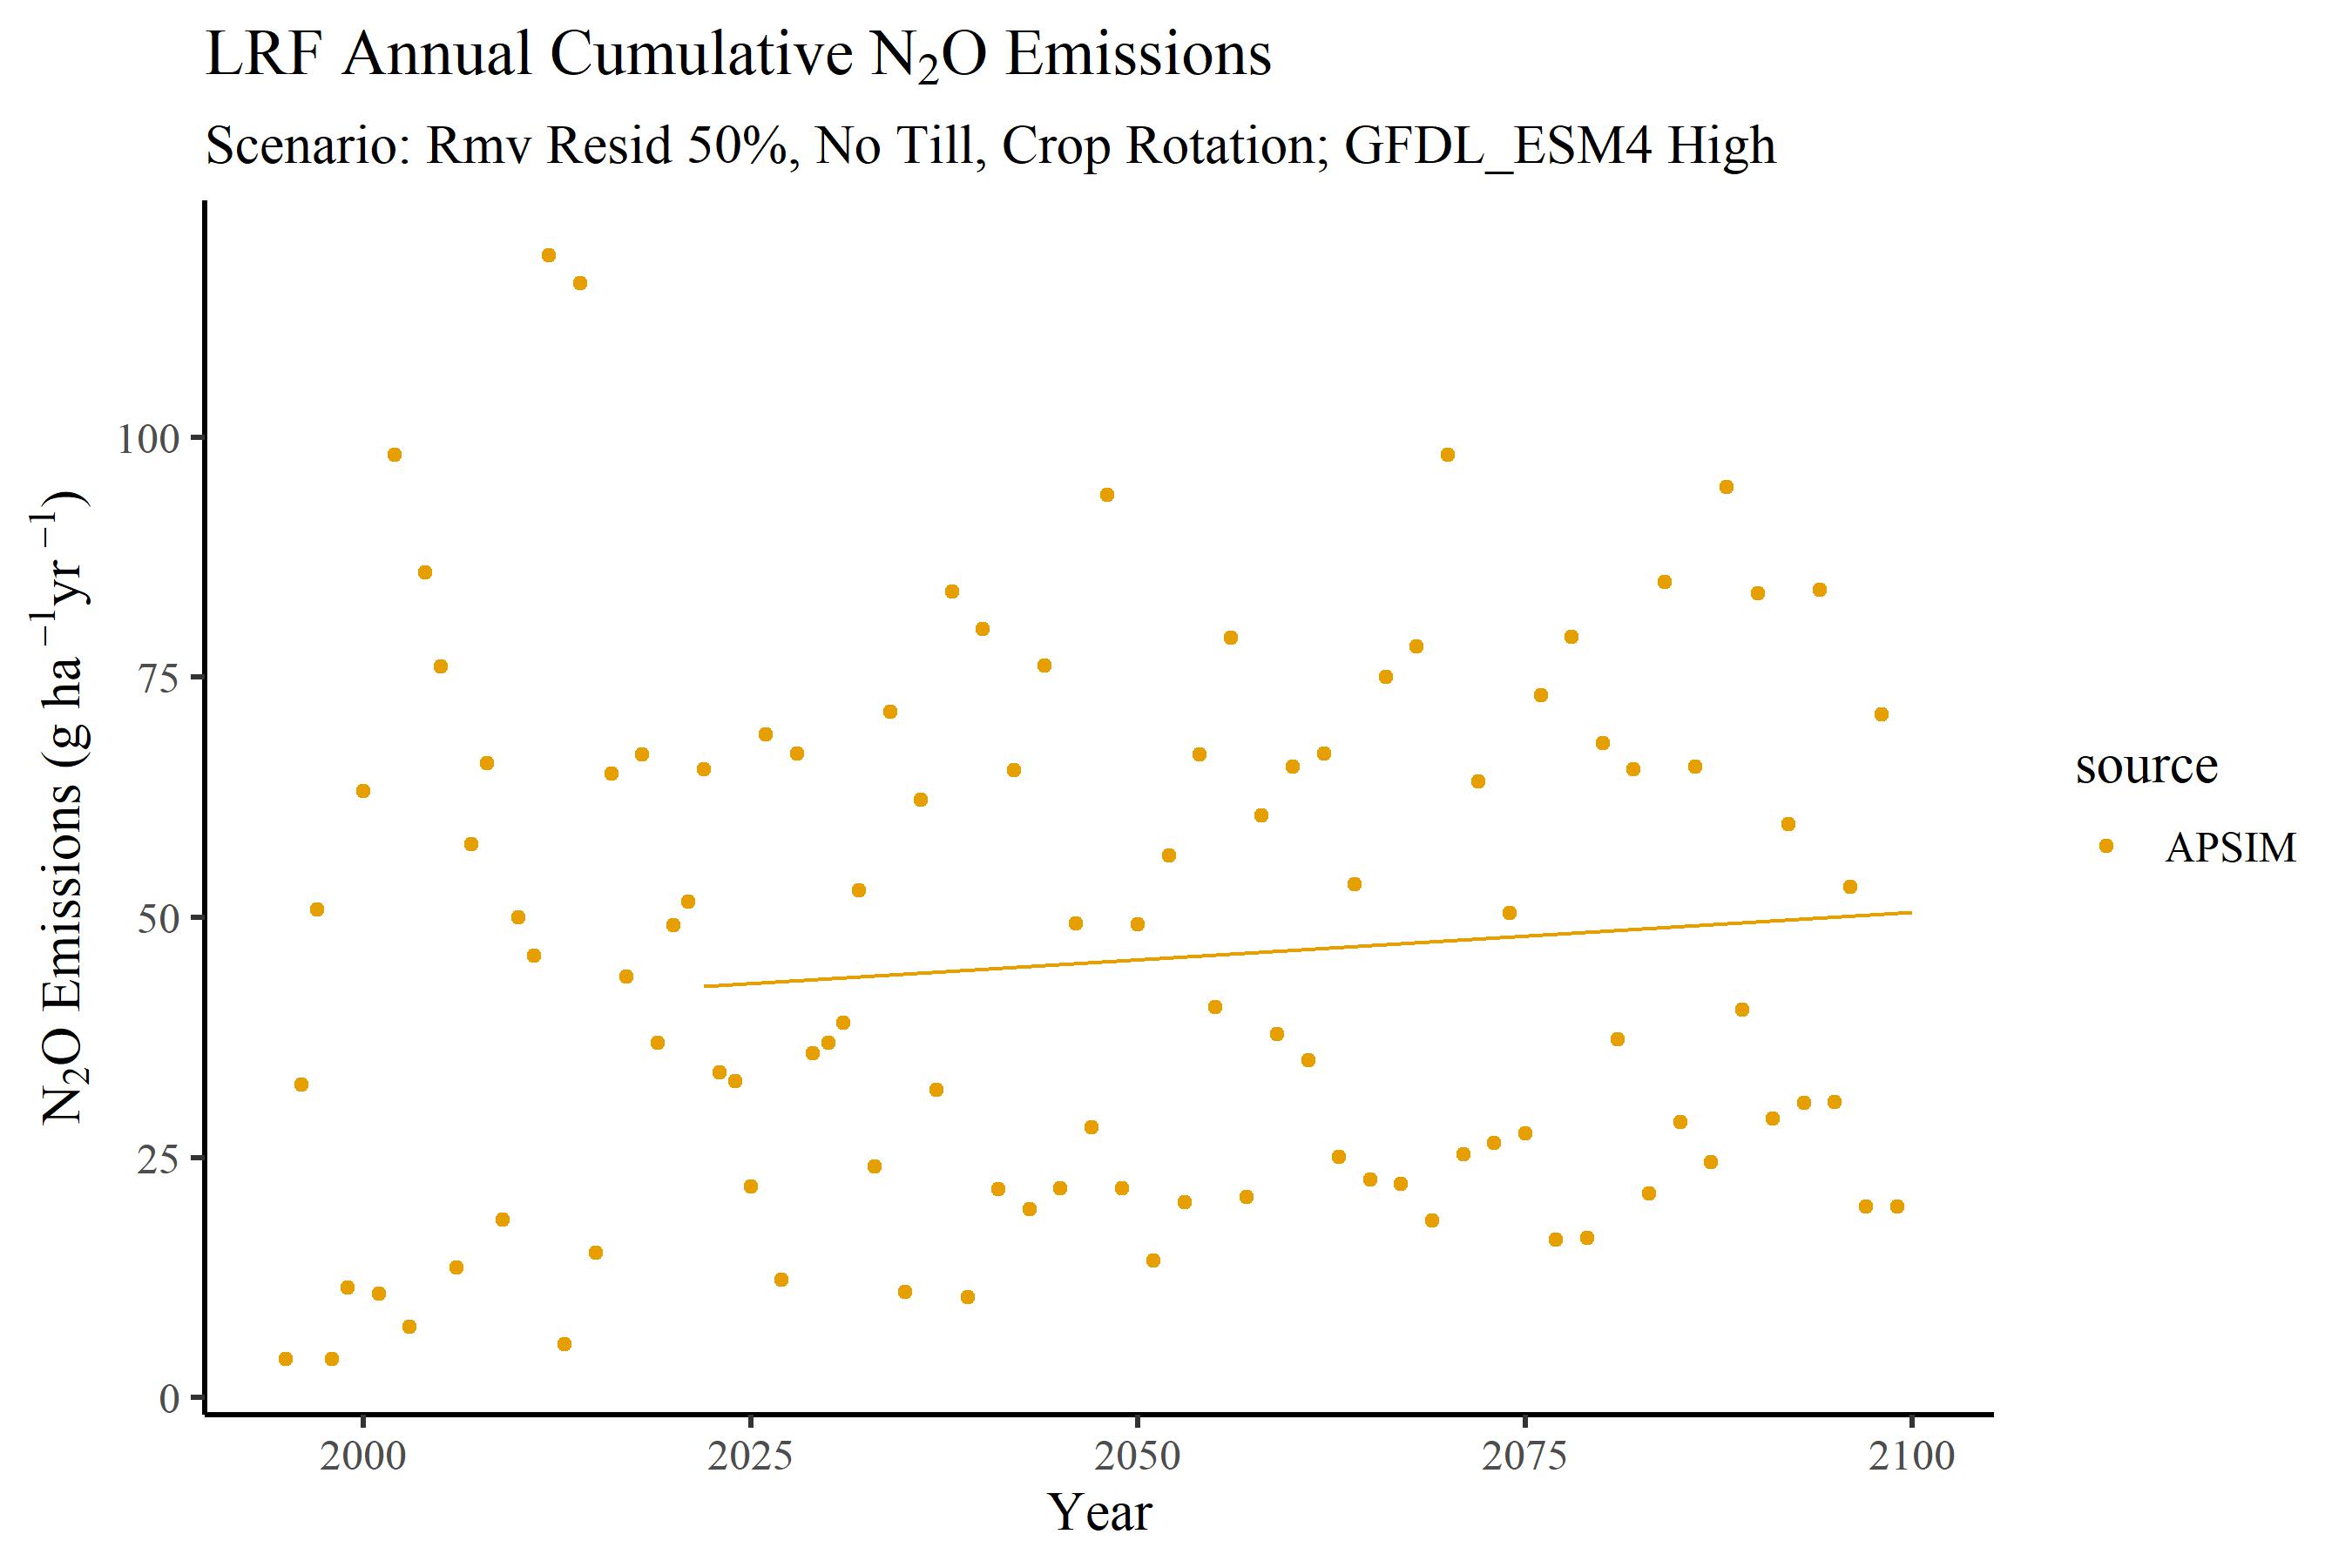 LRF Annual Cumulative N₂O Emissions
Scenario: Rmv Resid 50%, No Till, Crop Rotation; GFDL_ESM4 High
N₂O Emissions (g ha⁻¹yr⁻¹)
100
75
50
25
0
2000 2025 2050 2075 2100
Year
source
APSIM